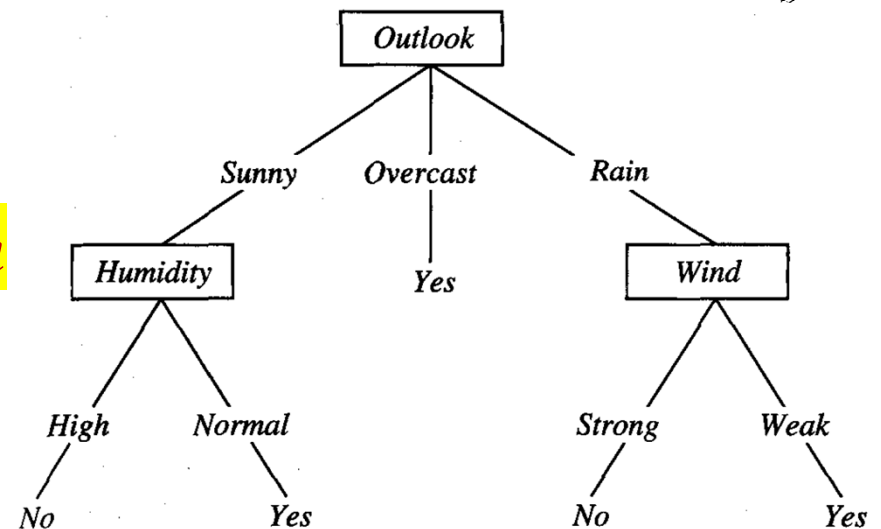 Outlook
Sunny Overcast Rain
Humidity Yes Wind
High Normal Strong Weak
No Yes No Yes